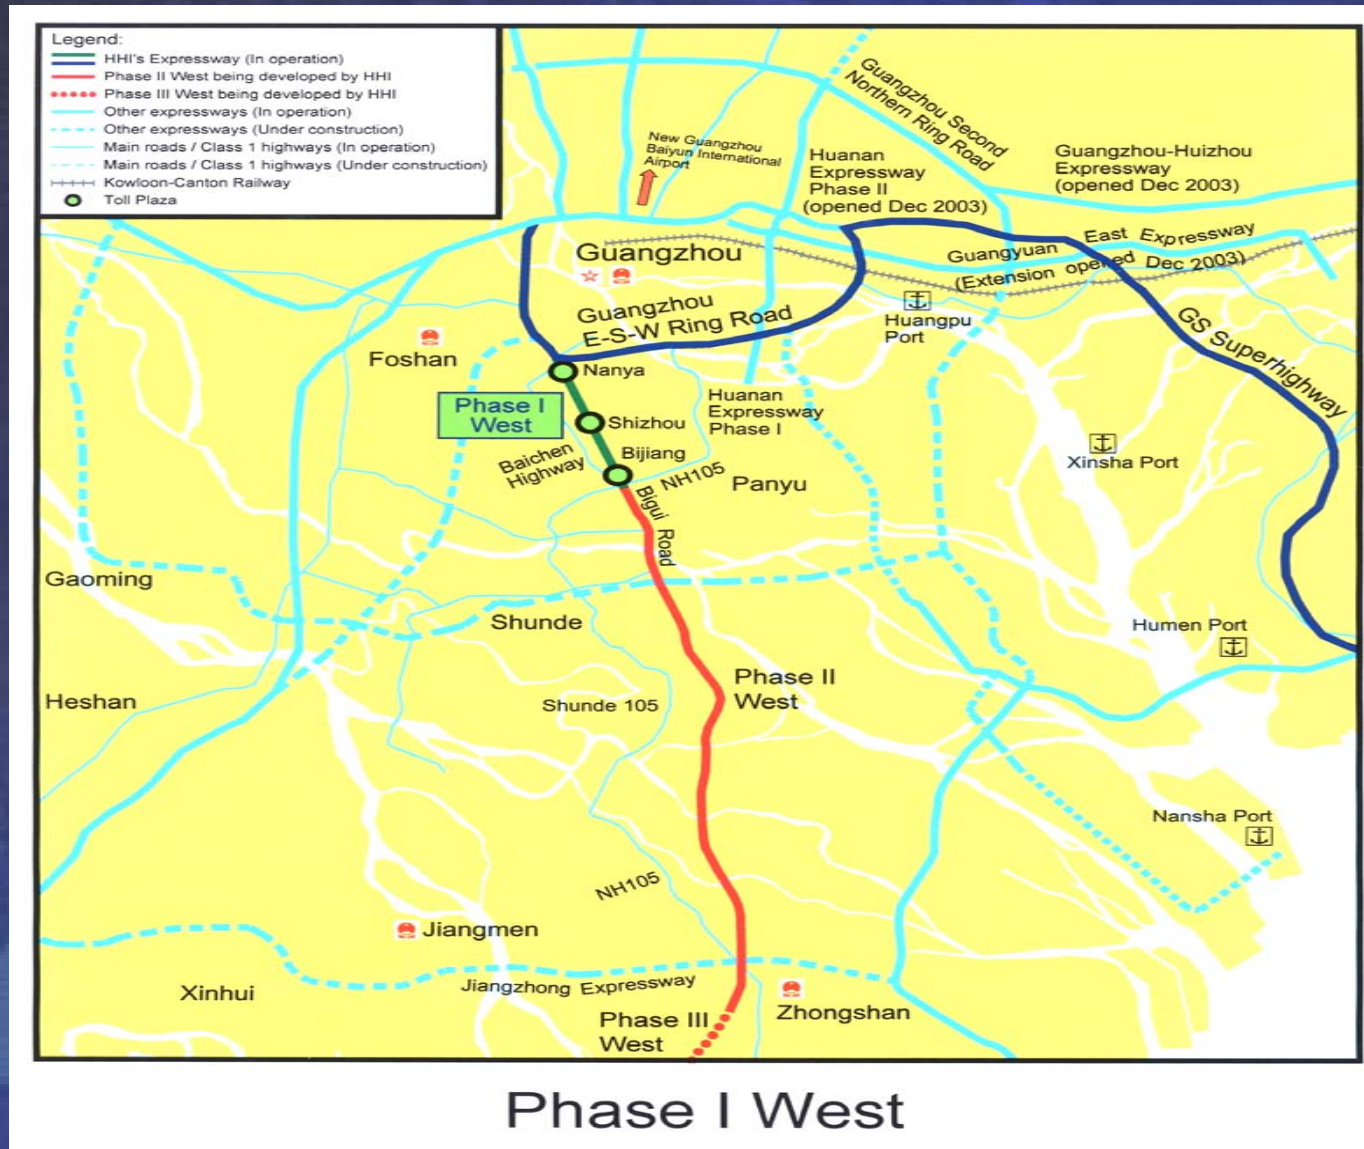 Legend:
HHI's Expressway (In operation)
Phase II West being developed by HHI
Phase III West being developed by HHI
Other expressways (In operation)
Other expressways (Under construction)
Main roads / Class 1 highways (In operation)
Main roads / Class 1 highways (Under construction)
Kowloon-Canton Railway
Toll Plaza
Guangzhou Second
Northern Ring Road
New Guangzhou
Baiyun International
Airport
Huanan
Expressway
Phase II
(opened Dec 2003)
Guangzhou-Huizhou
Expressway
(opened Dec 2003)
Guangyuan East Expressway
(Extension opened Dec 2003)
Guangzhou
Guangzhou
E-S-W Ring Road
Huangpu
Port
GS Superhighway
Foshan
Nanya
Phase I
West
Shizhou
Huanan
Expressway
Phase I
Baichen
Highway
Bijiang
NH105
Bigui Road
Panyu
Xinsha Port
Gaoming
Shunde
Humen Port
Heshan
Phase II
West
Shunde 105
Nansha Port
NH105
Jiangmen
Xinhui
Jiangzhong Expressway
Phase III
West
Zhongshan
Phase I West